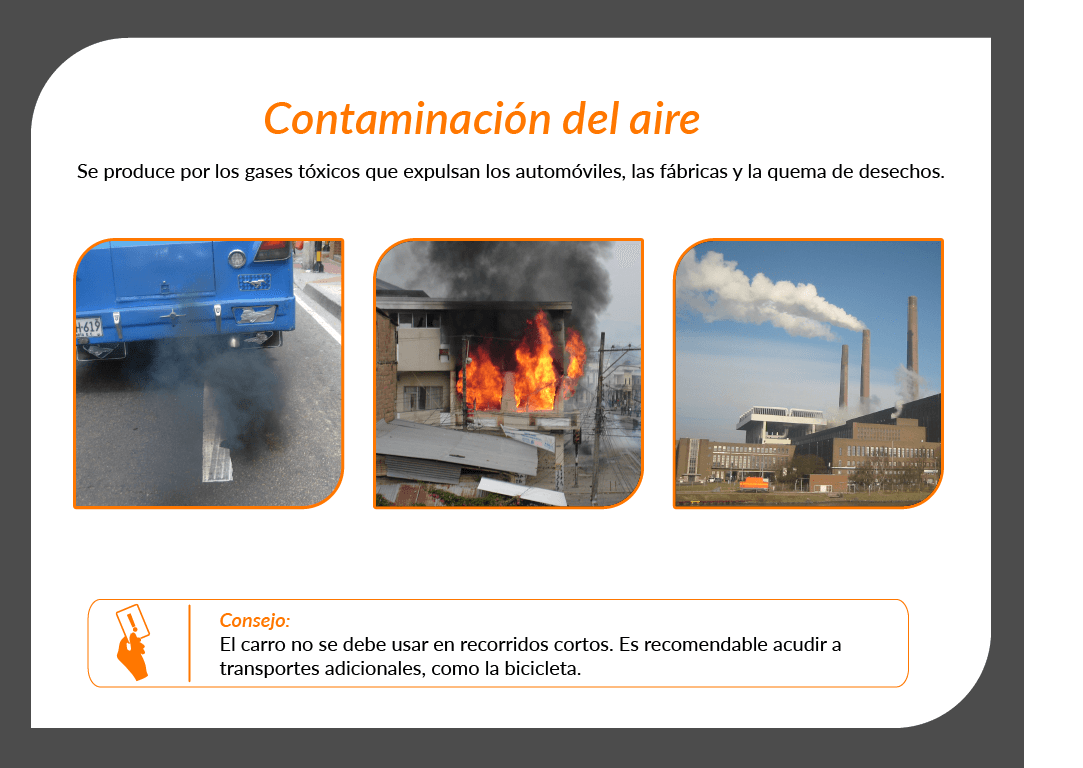 Contaminación del aire
Se produce por los gases tóxicos que expulsan los automóviles, las fábricas y la quema de desechos.
H·619
Consejo:
El carro no se debe usar en recorridos cortos. Es recomendable acudir a
transportes adicionales, como la bicicleta.